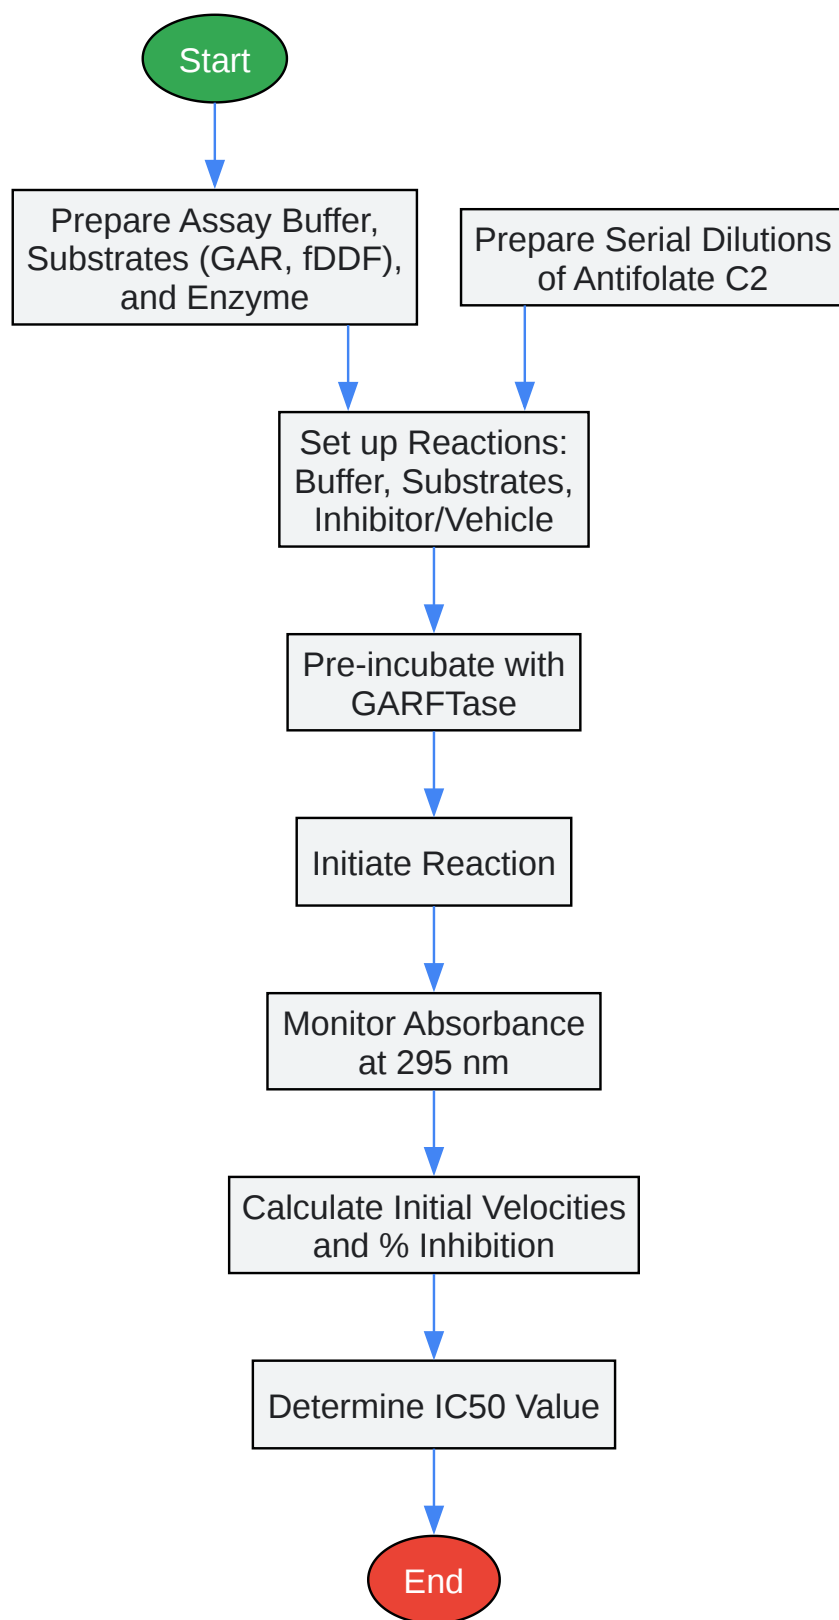 Start
Prepare Assay Buffer,
Substrates (GAR, fDDF),
and Enzyme
Prepare Serial Dilutions
of Antifolate C2
Set up Reactions:
Buffer, Substrates,
Inhibitor/Vehicle
Pre-incubate with
GARFTase
Initiate Reaction
Monitor Absorbance
at 295 nm
Calculate Initial Velocities
and % Inhibition
Determine IC50 Value
End